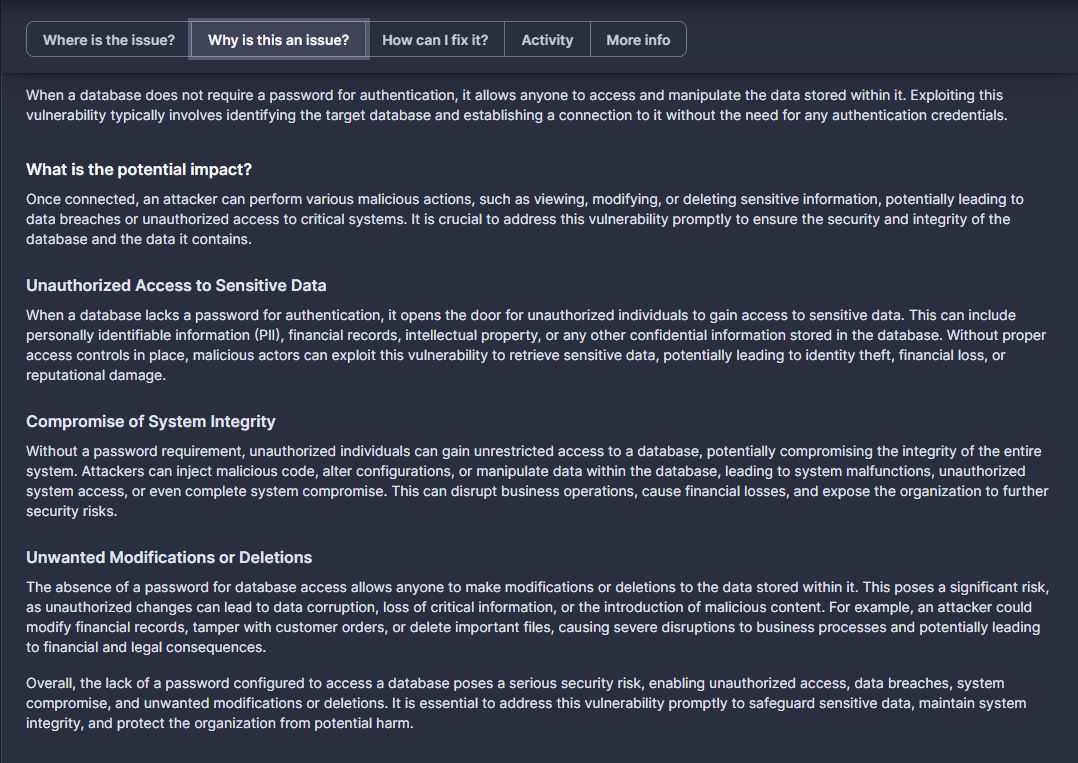 Where is the issue?
Why is this an issue?
How can I fix it?
Activity
More info
When a database does not require a password for authentication, it allows anyone to access and manipulate the data stored within it. Exploiting this
vulnerability typically involves identifying the target database and establishing a connection to it without the need for any authentication credentials.
What is the potential impact?
Once connected, an attacker can perform various malicious actions, such as viewing, modifying, or deleting sensitive information, potentially leading to
data breaches or unauthorized access to critical systems. It is crucial to address this vulnerability promptly to ensure the security and integrity of the
database and the data it contains.
Unauthorized Access to Sensitive Data
When a database lacks a password for authentication, it opens the door for unauthorized individuals to gain access to sensitive data. This can include
personally identifiable information (PII), financial records, intellectual property, or any other confidential information stored in the database. Without proper
access controls in place, malicious actors can exploit this vulnerability to retrieve sensitive data, potentially leading to identity theft, financial loss, or
reputational damage.
Compromise of System Integrity
Without a password requirement, unauthorized individuals can gain unrestricted access to a database, potentially compromising the integrity of the entire
system. Attackers can inject malicious code, alter configurations, or manipulate data within the database, leading to system malfunctions, unauthorized
system access, or even complete system compromise. This can disrupt business operations, cause financial losses, and expose the organization to further
security risks.
Unwanted Modifications or Deletions
The absence of a password for database access allows anyone to make modifications or deletions to the data stored within it. This poses a significant risk,
as unauthorized changes can lead to data corruption, loss of critical information, or the introduction of malicious content. For example, an attacker could
modify financial records, tamper with customer orders, or delete important files, causing severe disruptions to business processes and potentially leading
to financial and legal consequences.
Overall, the lack of a password configured to access a database poses a serious security risk, enabling unauthorized access, data breaches, system
compromise, and unwanted modifications or deletions. It is essential to address this vulnerability promptly to safeguard sensitive data, maintain system
integrity, and protect the organization from potential harm.